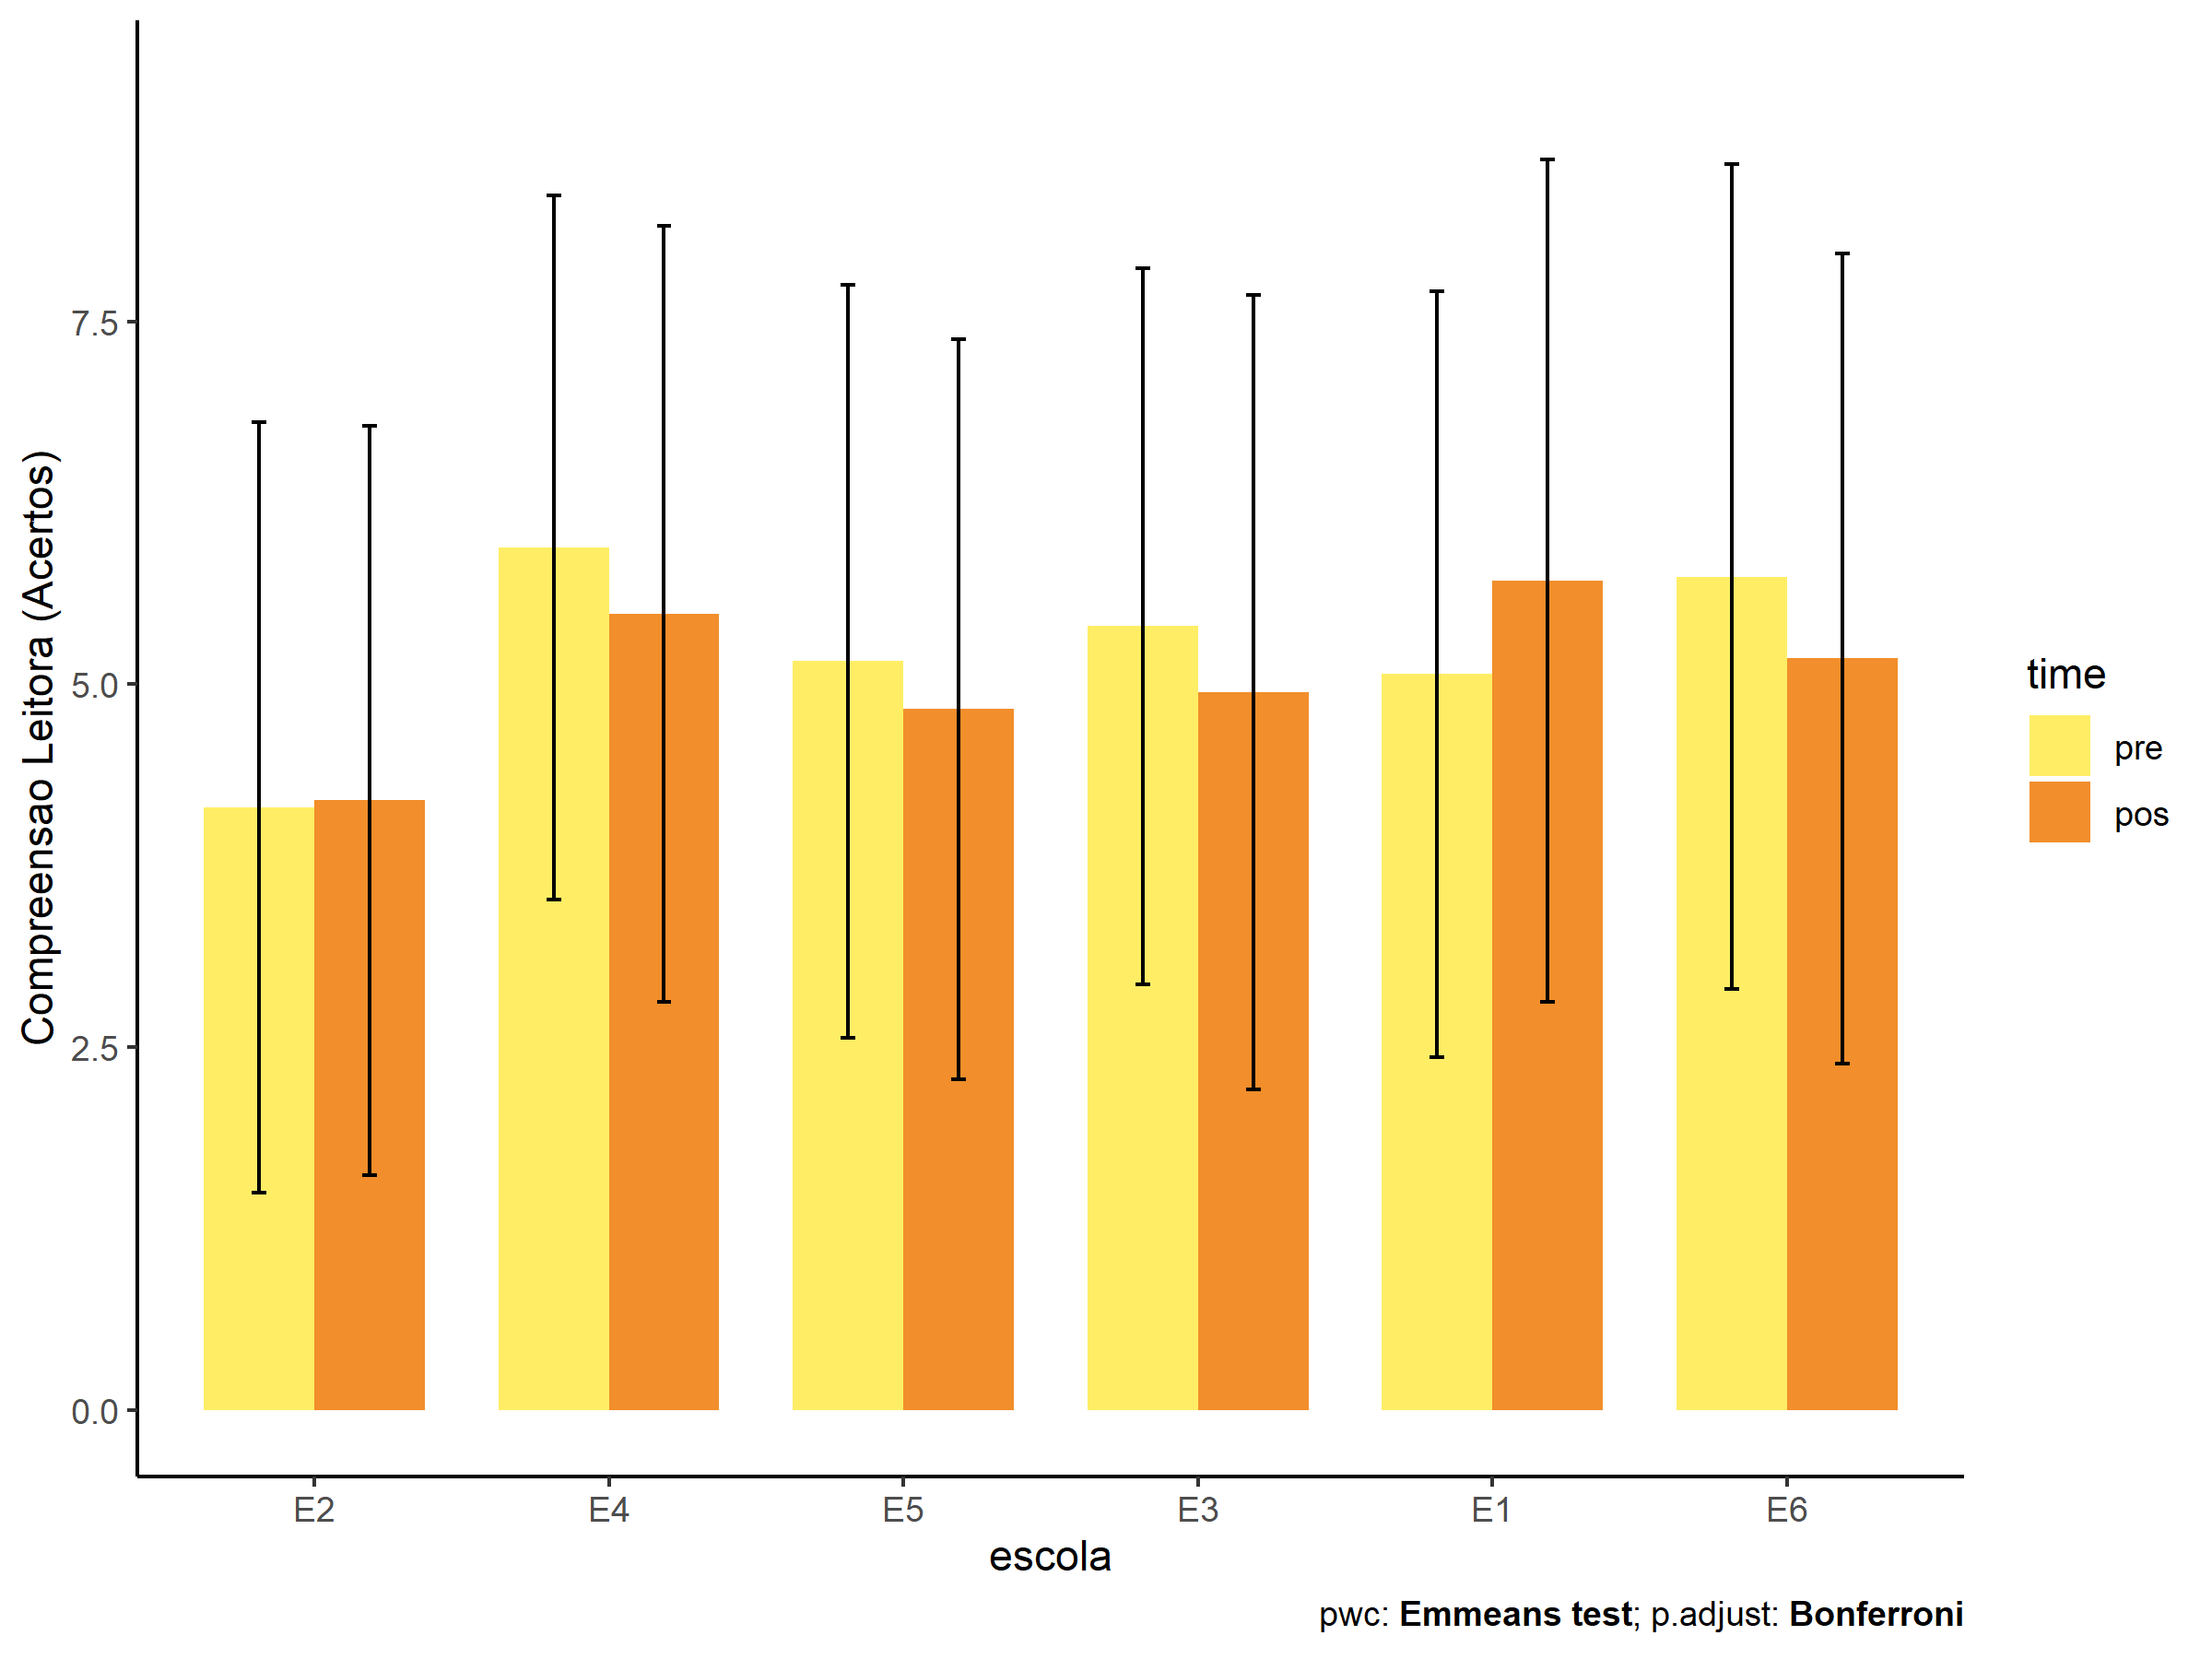 Compreensao Leitora (Acertos)
7.5
5.0
2.5
0.0
E2 E4 E5 E3 E1 E6
escola
time
pre
pos
pwc: Emmeans test; p.adjust: Bonferroni